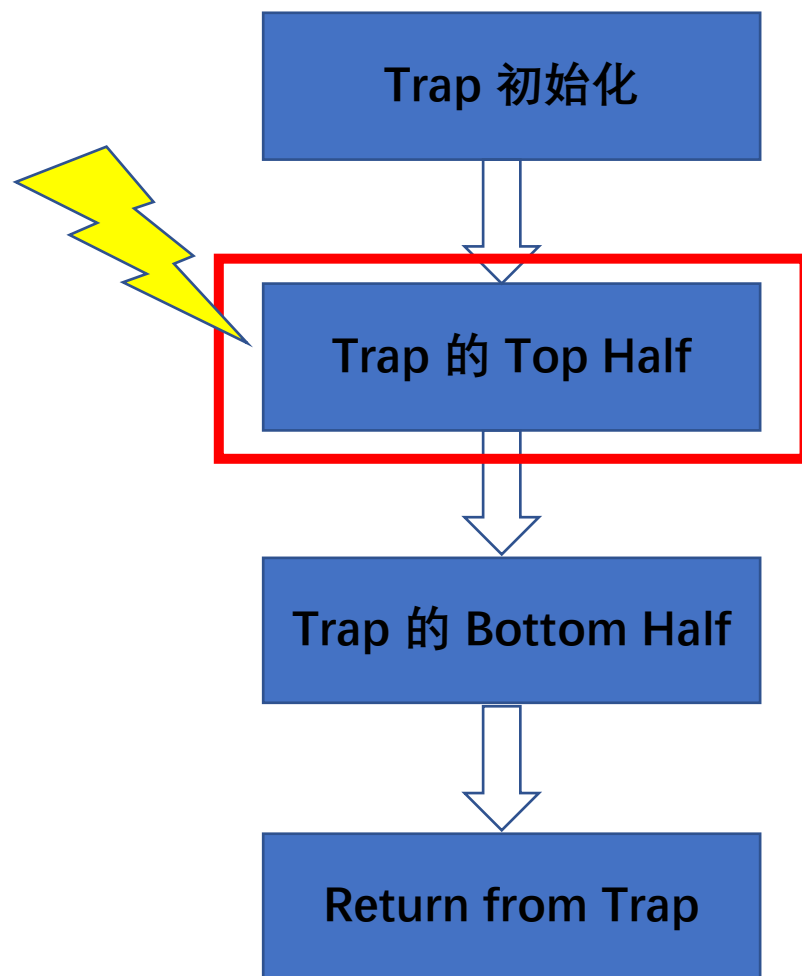 Trap 初始化
Trap 的 Top Half
Trap 的 Bottom Half
Return from Trap